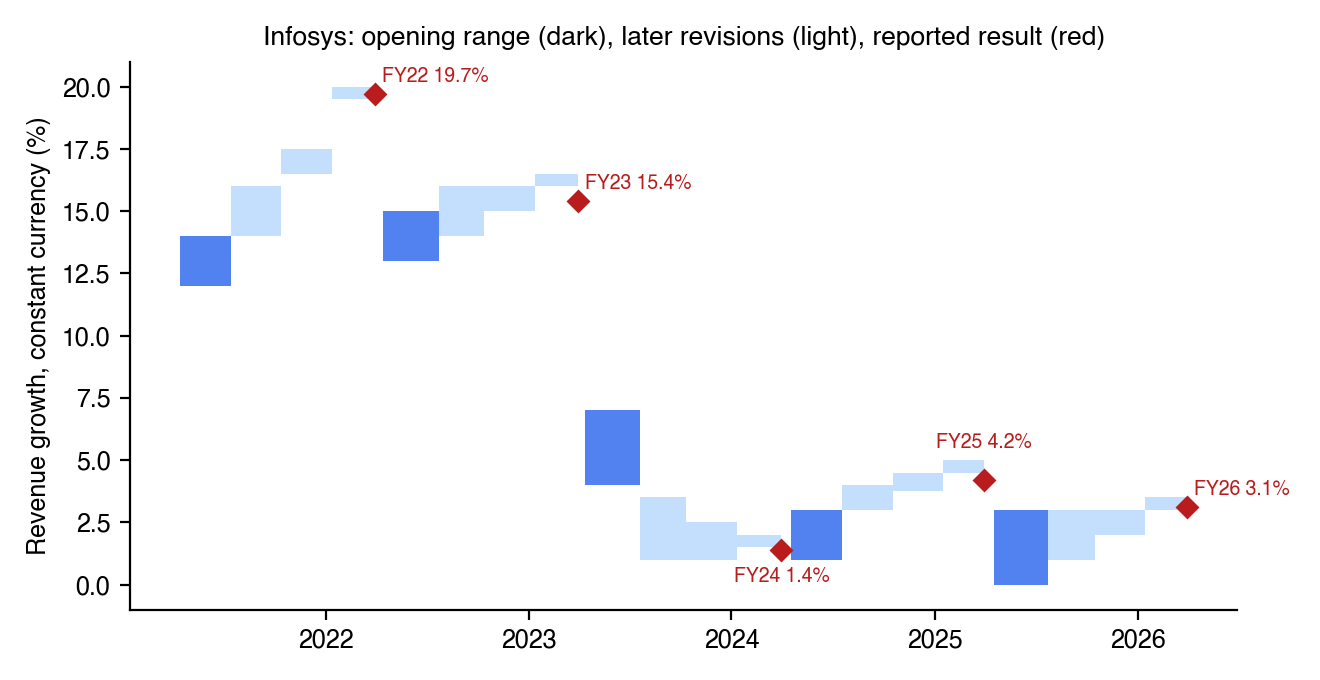 Infosys: opening range (dark), later revisions (light), reported result (red)
Revenue growth, constant currency (%)
20.0
17.5
15.0
12.5
10.0
7.5
5.0
2.5
0.0
FY22 19.7%
FY23 15.4%
FY24 1.4%
FY25 4.2%
FY26 3.1%
2022
2023
2024
2025
2026